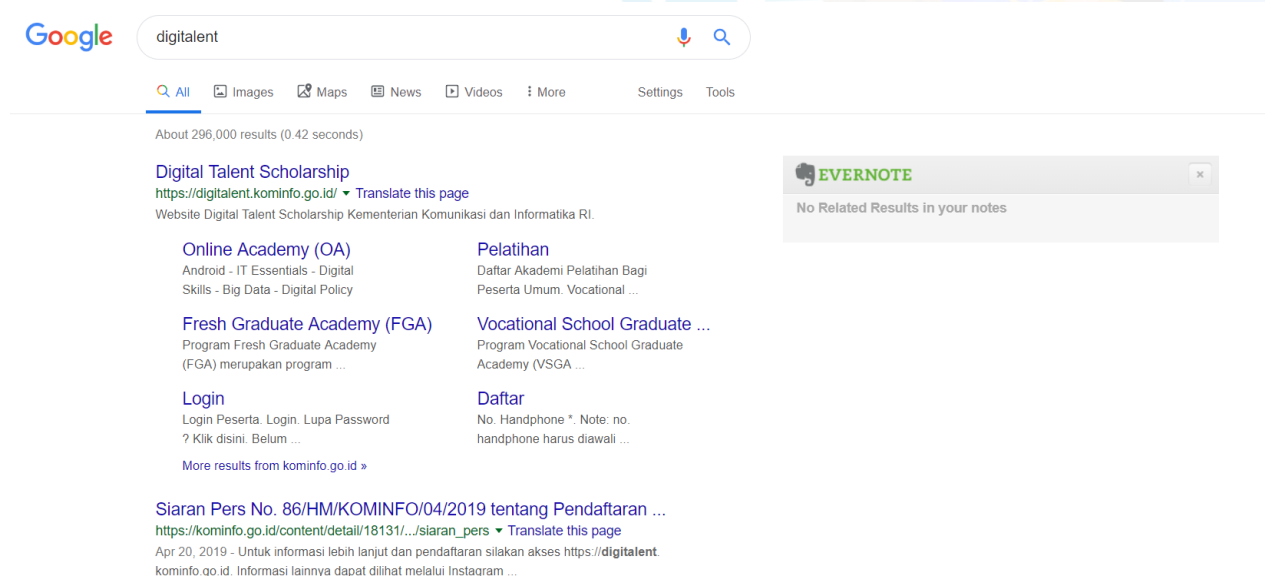 Google
digitalent
All Images Maps News Videos More Settings Tools
About 296,000 results (0.42 seconds)
Digital Talent Scholarship
https://digitalent.kominfo.go.id/ Translate this page
Website Digital Talent Scholarship Kementerian Komunikasi dan Informatika RI.
Online Academy (OA)
Android - IT Essentials - Digital
Skills - Big Data - Digital Policy
Pelatihan
Daftar Akademi Pelatihan Bagi
Peserta Umum. Vocational ...
Fresh Graduate Academy (FGA)
Program Fresh Graduate Academy
(FGA) merupakan program ...
Vocational School Graduate ...
Program Vocational School Graduate
Academy (VSGA ...
Login
Login Peserta. Login. Lupa Password
? Klik disini. Belum ...
Daftar
No. Handphone *. Note: no.
handphone harus diawali ...
More results from kominfo.go.id »
Siaran Pers No. 86/HM/KOMINFO/04/2019 tentang Pendaftaran ...
https://kominfo.go.id/content/detail/18131/.../siaran_pers Translate this page
Apr 20, 2019 - Untuk informasi lebih lanjut dan pendaftaran silakan akses https://digitalent.
kominfo.go.id. Informasi lainnya dapat dilihat melalui Instagram ...
EVERNOTE
×
No Related Results in your notes